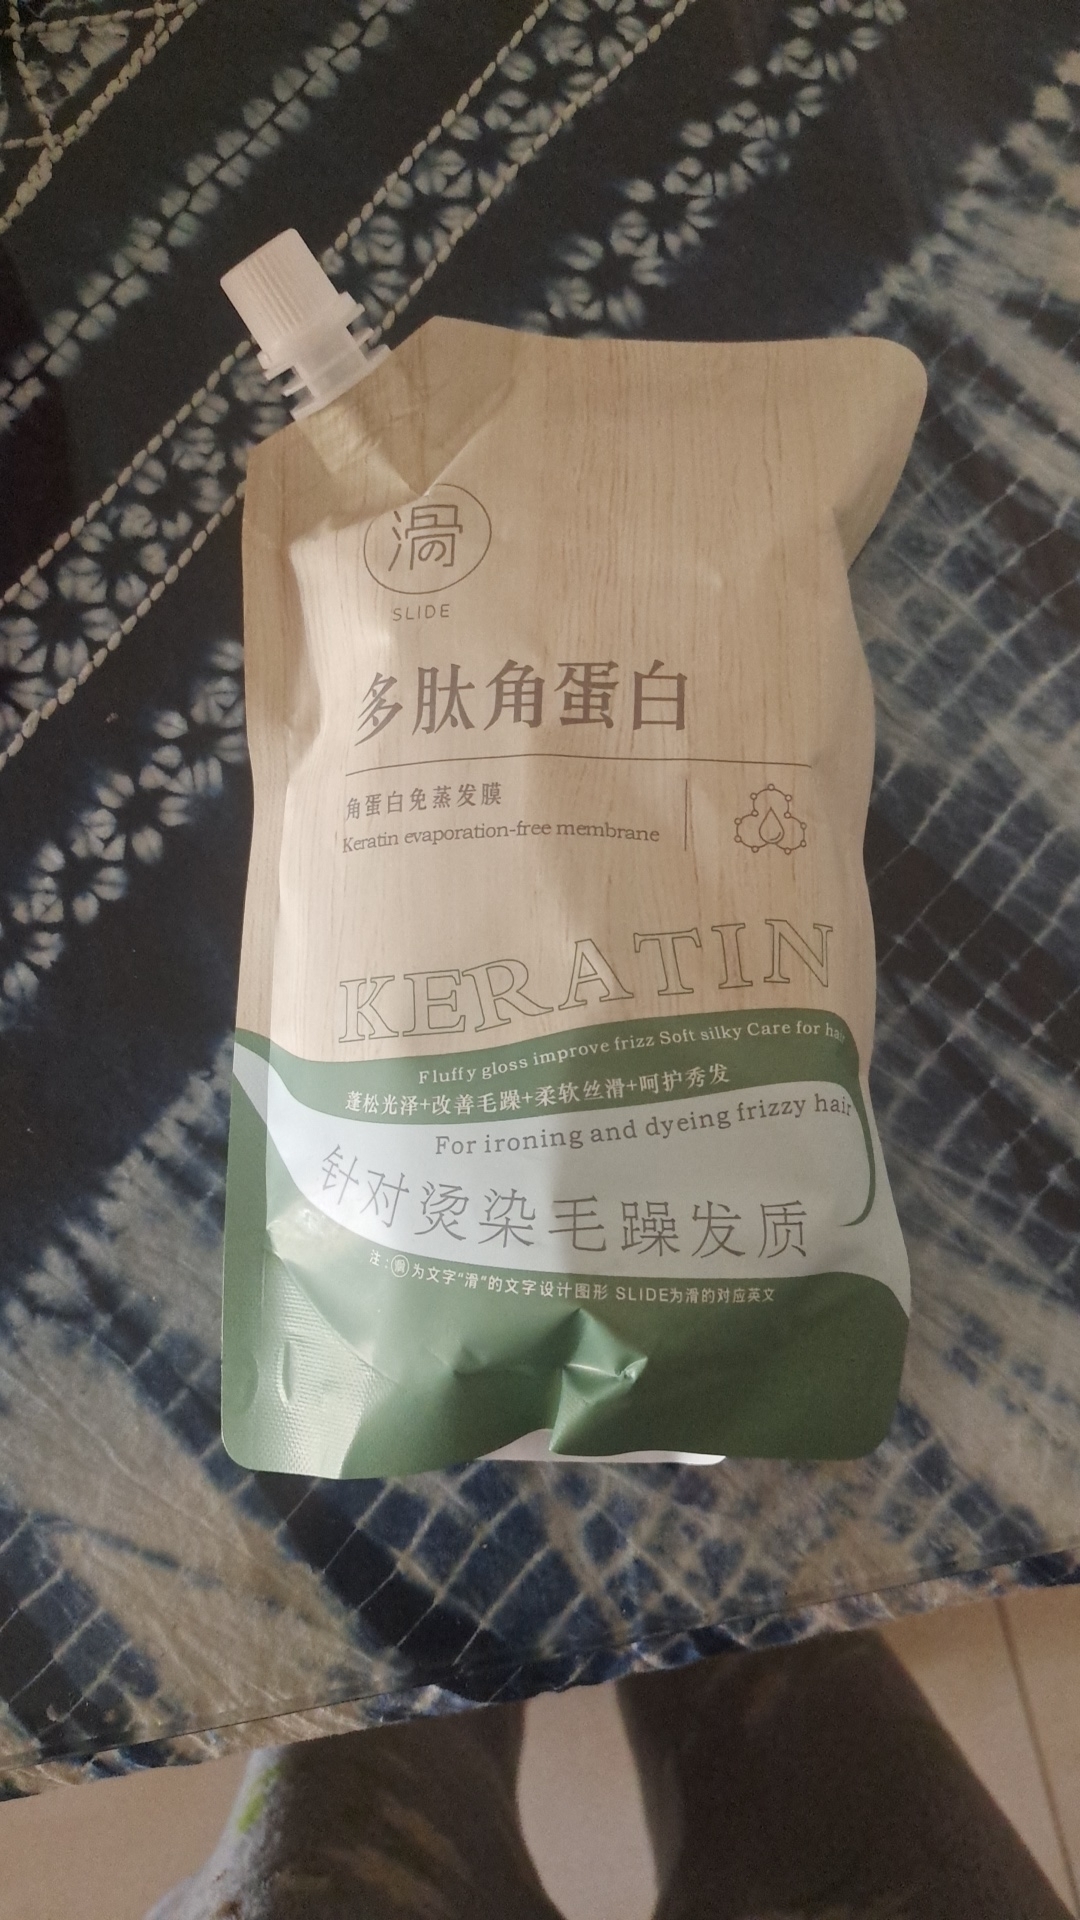 滑
SLIDE
多肽角蛋白
角蛋白免蒸发膜
Keratin evaporation-free membrane
KERATIN
Fluffy gloss improve frizz Soft silky Care for hair
蓬松光泽+改善毛躁+柔软丝滑+呵护秀发
For ironing and dyeing frizzy hair
针对烫染毛躁发质
注:滑为文字"滑"的文字设计图形 SLIDE为滑的对应英文